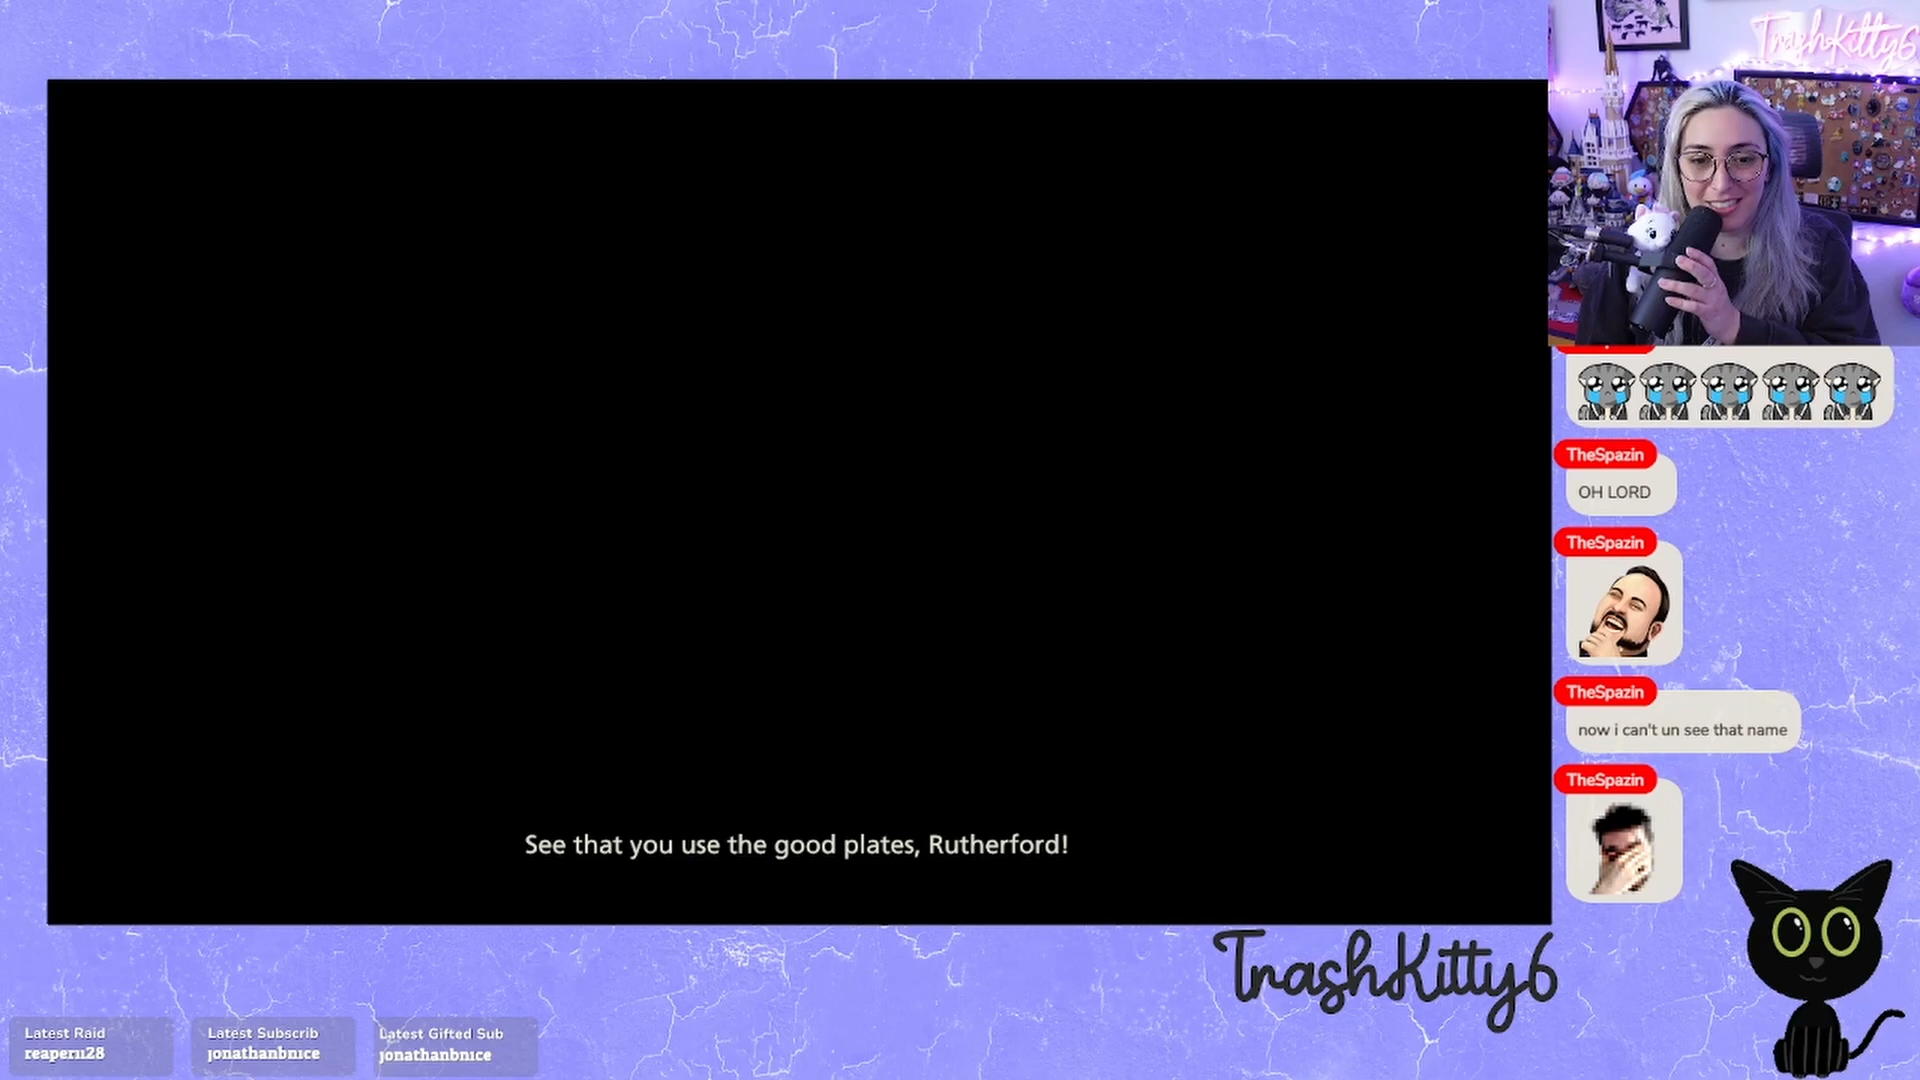 TrashKitty6
TheSpazin
OH LORD
TheSpazin
TheSpazin
now i can't un see that name
TheSpazin
See that you use the good plates, Rutherford!
TrashKitty6
Latest Raid
reaper1128
Latest Subscrib
jonathanbnice
Latest Gifted Sub
jonathanbnice